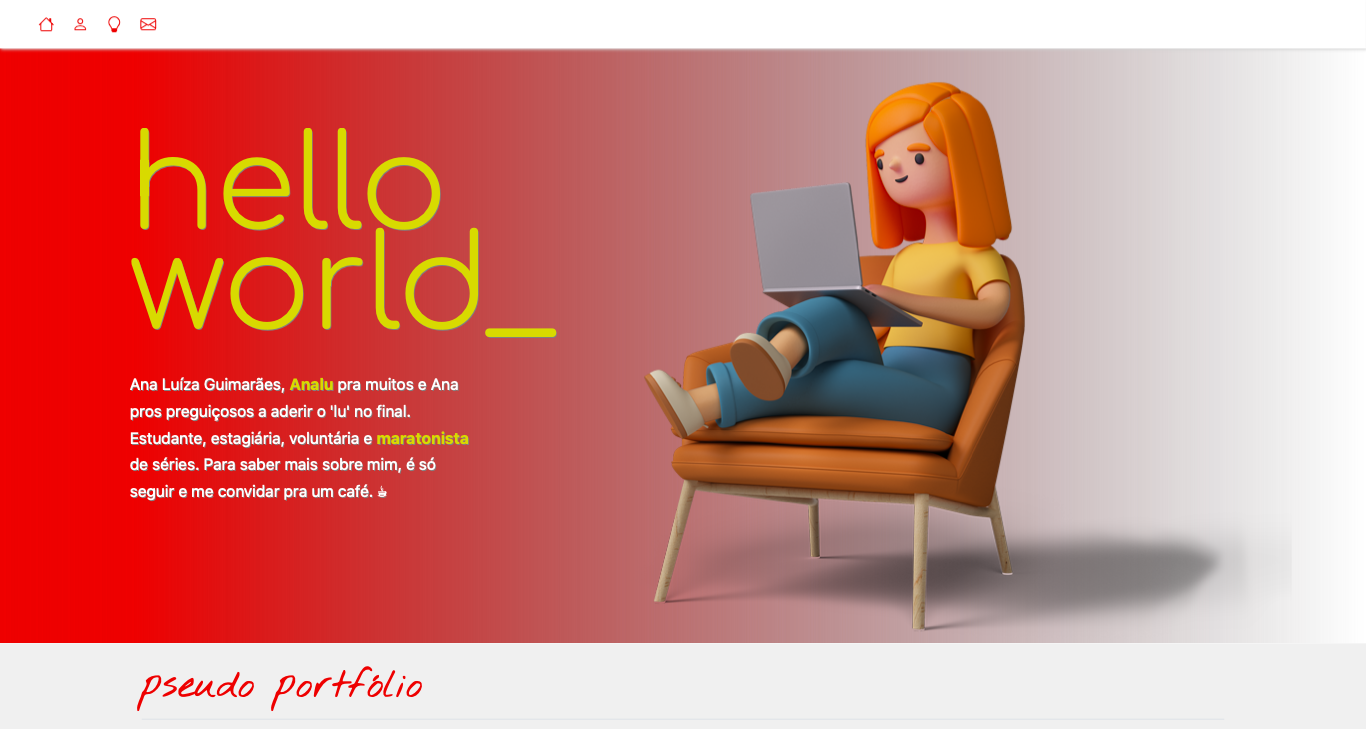 hello
world_
Ana Luíza Guimarães, Analu pra muitos e Ana
pros preguiçosos a aderir o 'lu' no final.
Estudante, estagiária, voluntária e maratonista
de séries. Para saber mais sobre mim, é só
seguir e me convidar pra um café. ☕
pseudo portfólio